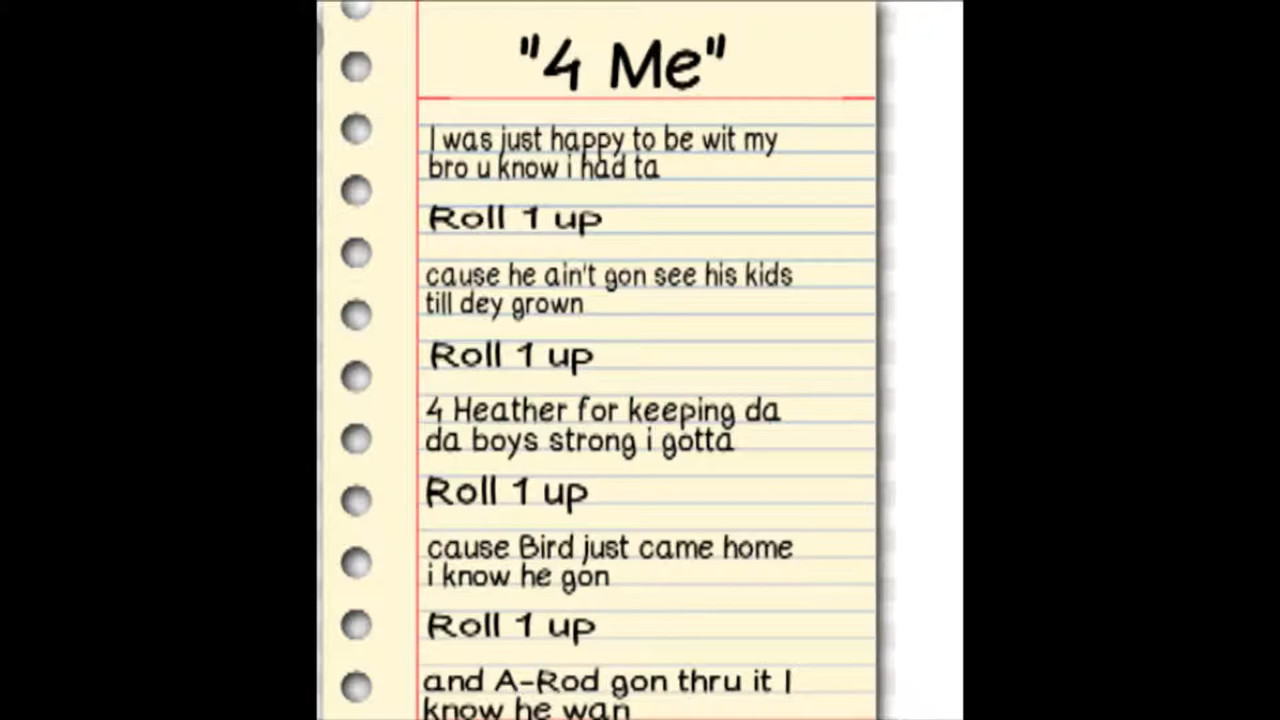 "4 Me"
I was just happy to be wit my
bro u know i had ta
Roll 1 up
cause he ain't gon see his kids
till dey grown
Roll 1 up
4 Heather for keeping da
da boys strong i gotta
Roll 1 up
cause Bird just came home
i know he gon
Roll 1 up
and A-Rod gon thru it I
know he wan